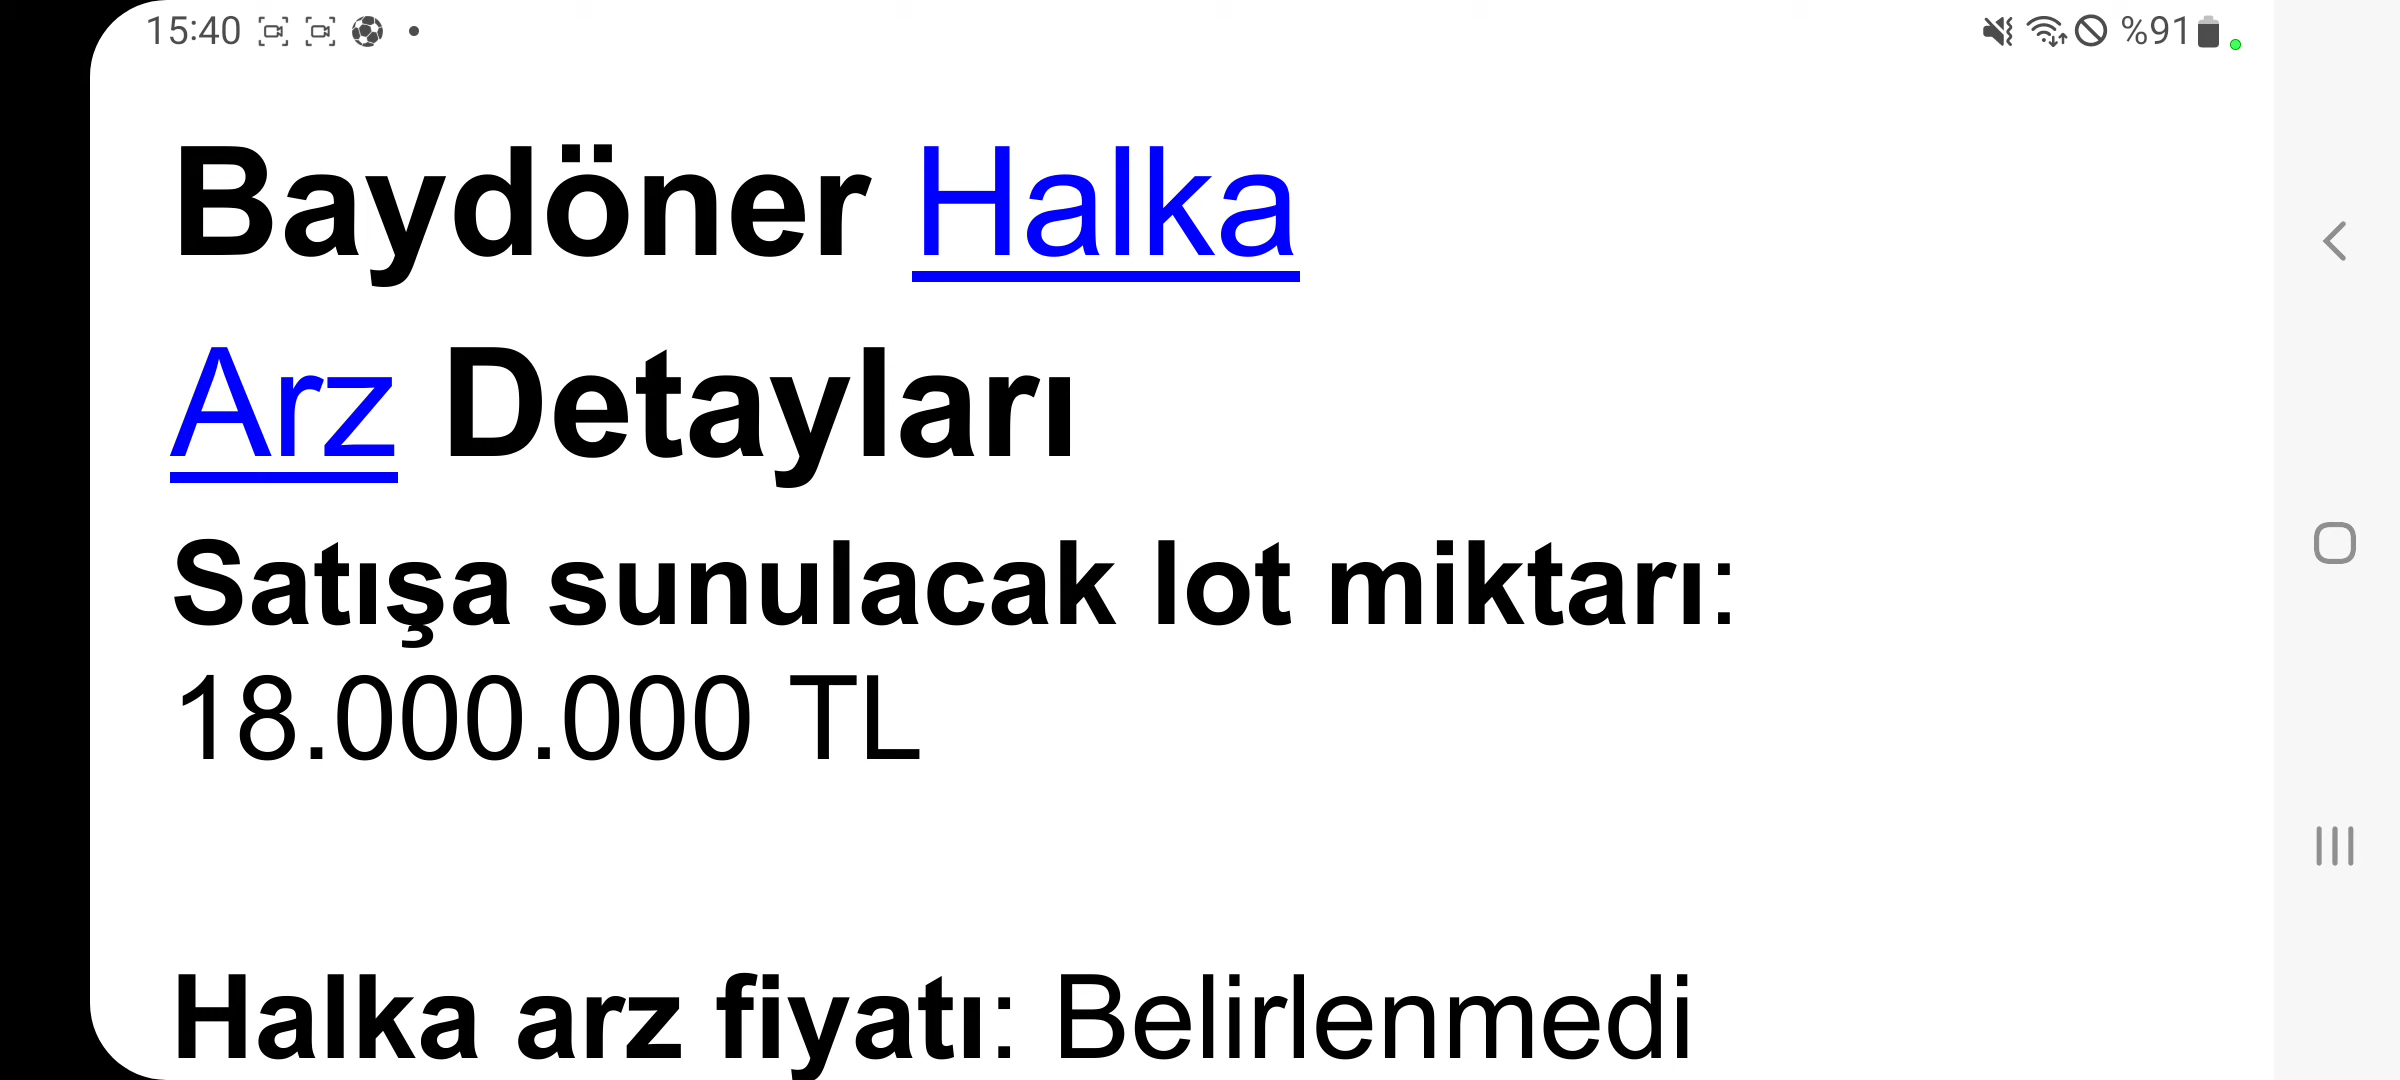 15:40 %91
Baydöner Halka
Arz Detayları
Satışa sunulacak lot miktarı:
18.000.000 TL
Halka arz fiyatı: Belirlenmedi